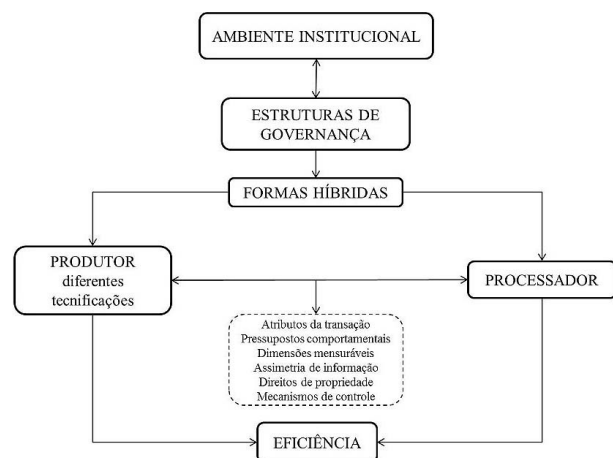 AMBIENTE INSTITUCIONAL
ESTRUTURAS DE
GOVERNANÇA
FORMAS HÍBRIDAS
PRODUTOR
diferentes
tecnificações
PROCESSADOR
Atributos da transação
Pressupostos comportamentais
Dimensões mensuráveis
Assimetria de informação
Direitos de propriedade
Mecanismos de controle
EFICIÊNCIA